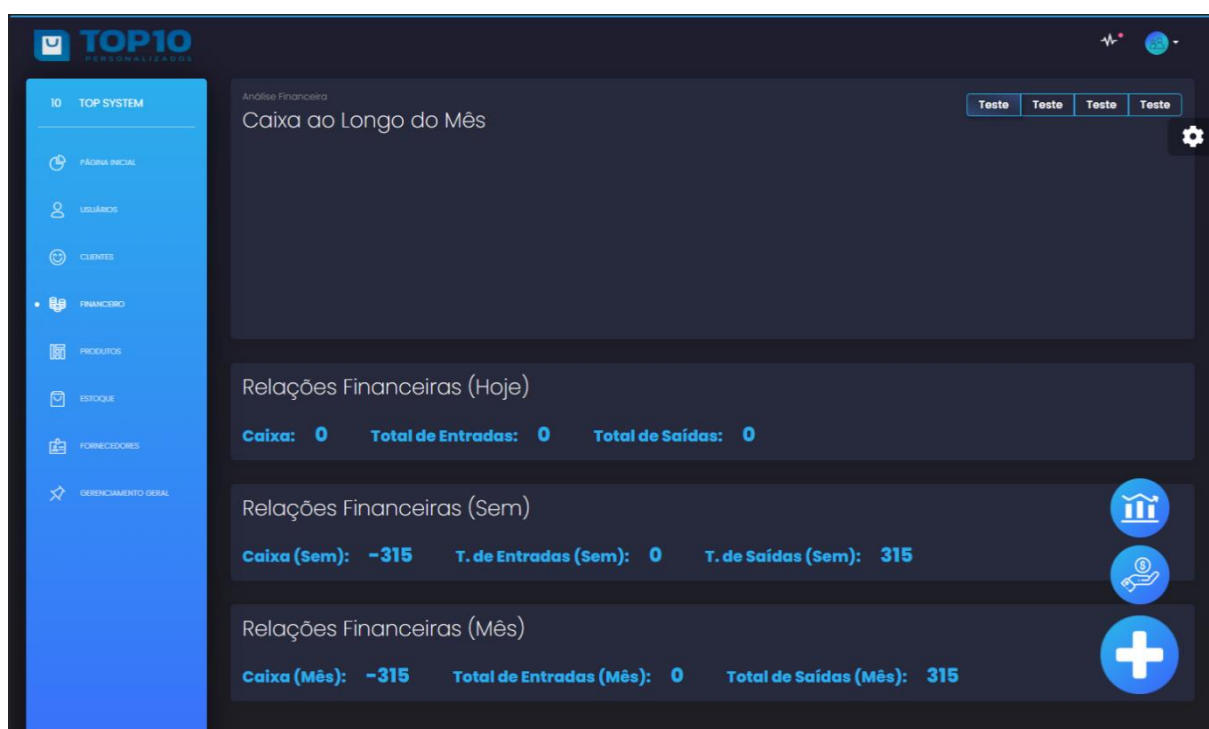 TOP10
PERSONALIZADOS
10 TOP SYSTEM
PÁGINA INICIAL
USUÁRIOS
CLIENTES
FINANCEIRO
PRODUTOS
ESTOQUE
FORNECEDORES
GERENCIAMENTO GERAL
Análise Financeira
Caixa ao Longo do Mês
Teste Teste Teste Teste
Relações Financeiras (Hoje)
Caixa: 0 Total de Entradas: 0 Total de Saídas: 0
Relações Financeiras (Sem)
Caixa (Sem): -315 T. de Entradas (Sem): 0 T. de Saídas (Sem): 315
Relações Financeiras (Mês)
Caixa (Mês): -315 Total de Entradas (Mês): 0 Total de Saídas (Mês): 315